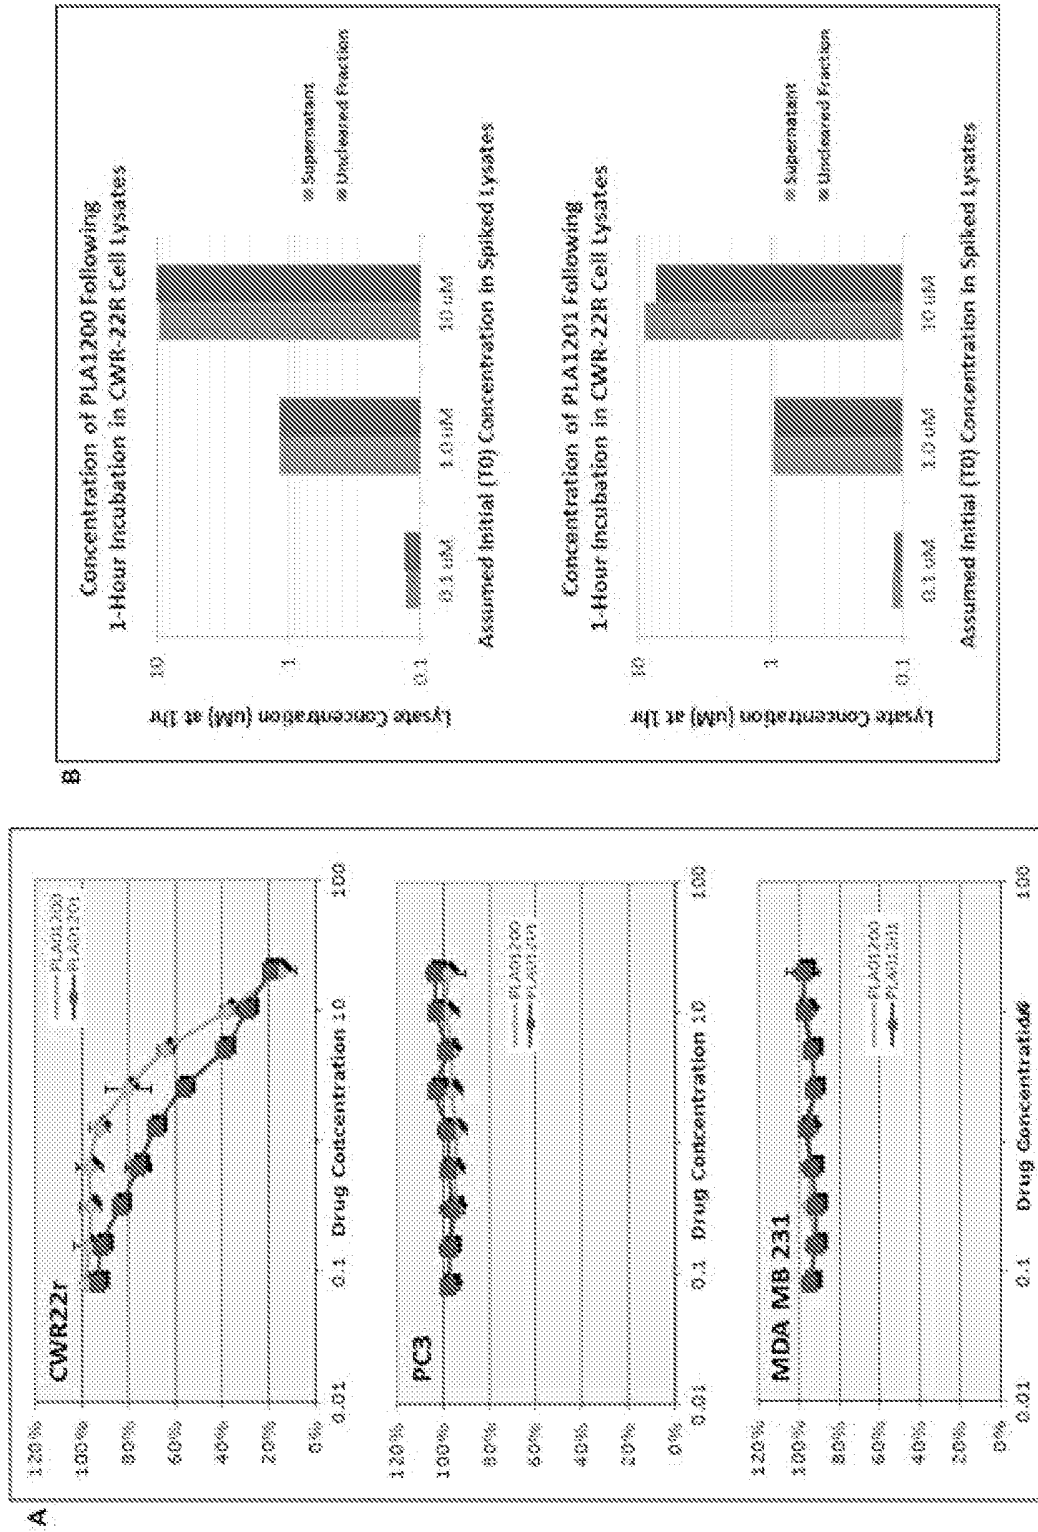 A
CWR22r
120%
100%
80%
60%
40%
20%
0%
0.01
0.1
Drug Concentration 10
100
PLA01200
PLA01201
PC3
120%
100%
80%
60%
40%
20%
0%
0.01
0.1
Drug Concentration 10
100
PLA01200
PLA01201
MDA MB 231
120%
100%
80%
60%
40%
20%
0%
0.01
0.1
Drug Concentration
100
PLA01200
PLA01201
B
Concentration of PLA1200 Following
1-Hour Incubation in CWR-22R Cell Lysates
Lysate Concentration (uM) at 1hr
10
1
0.1
0.1 uM
1.0 uM
10 uM
Supernatant
Uncleared Fraction
Assumed Initial (T0) Concentration in Spiked Lysates
Concentration of PLA1201 Following
1-Hour Incubation in CWR-22R Cell Lysates
Lysate Concentration (uM) at 1hr
10
1
0.1
0.1 uM
1.0 uM
10 uM
Supernatant
Uncleared Fraction
Assumed Initial (T0) Concentration in Spiked Lysates